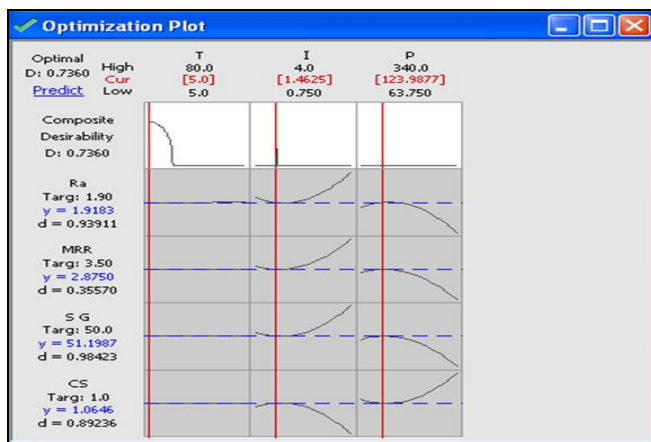 Optimization Plot
Optimal
D: 0.7360
Predict
High
Cur
Low
T
80.0
[5.0]
5.0
I
4.0
[1.4625]
0.750
P
340.0
[123.9877]
63.750
Composite
Desirability
D: 0.7360
Ra
Targ: 1.90
y = 1.9183
d = 0.93911
MRR
Targ: 3.50
y = 2.8750
d = 0.35570
S G
Targ: 50.0
y = 51.1987
d = 0.98423
CS
Targ: 1.0
y = 1.0646
d = 0.89236